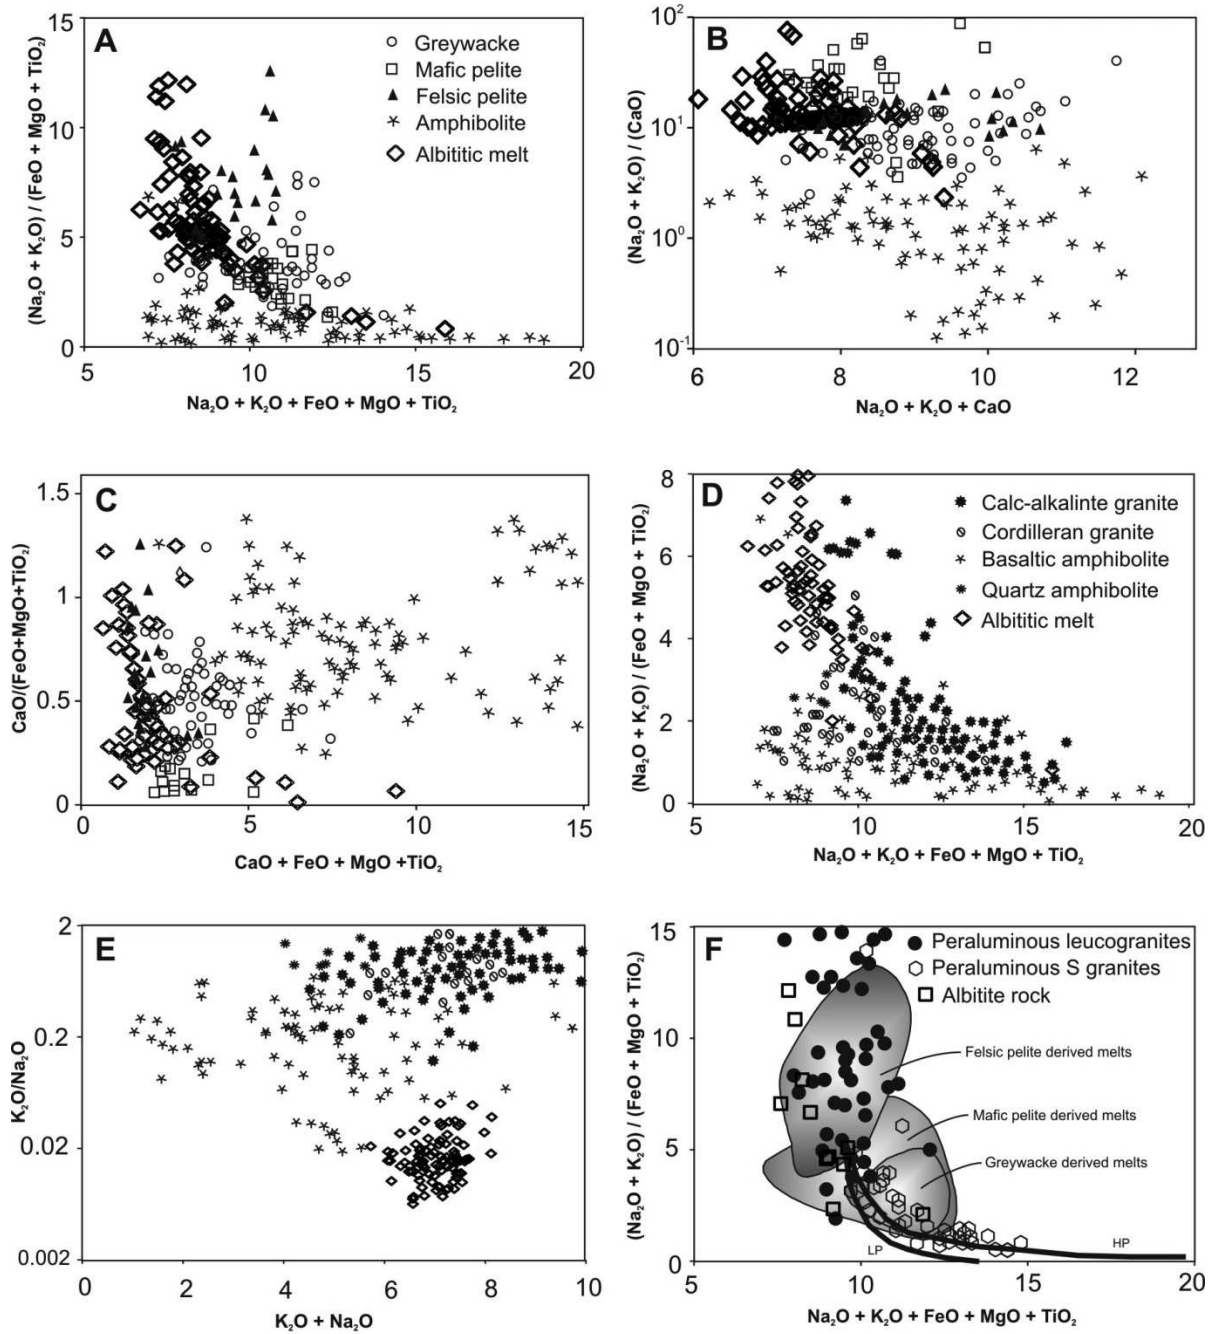 A
Greywacke
Mafic pelite
Felsic pelite
Amphibolite
Albititic melt
15
10
5
0
5
10
15
20
(Na₂O + K₂O) / (FeO + MgO + TiO₂)
Na₂O + K₂O + FeO + MgO + TiO₂
B
10²
10¹
10⁰
10⁻¹
6
8
10
12
(Na₂O + K₂O) / (CaO)
Na₂O + K₂O + CaO
C
1.5
1
0.5
0
0
5
10
15
CaO/(FeO+MgO+TiO₂)
CaO + FeO + MgO +TiO₂
D
Calc-alkalinte granite
Cordilleran granite
Basaltic amphibolite
Quartz amphibolite
Albititic melt
8
6
4
2
0
5
10
15
20
(Na₂O + K₂O) / (FeO + MgO + TiO₂)
Na₂O + K₂O + FeO + MgO + TiO₂
E
2
0.2
0.02
0.002
0
2
4
6
8
10
K₂O/Na₂O
K₂O + Na₂O
F
Peraluminous leucogranites
Peraluminous S granites
Albitite rock
Felsic pelite derived melts
Mafic pelite derived melts
Greywacke derived melts
LP
HP
15
10
5
0
5
10
15
20
(Na₂O + K₂O) / (FeO + MgO + TiO₂)
Na₂O + K₂O + FeO + MgO + TiO₂